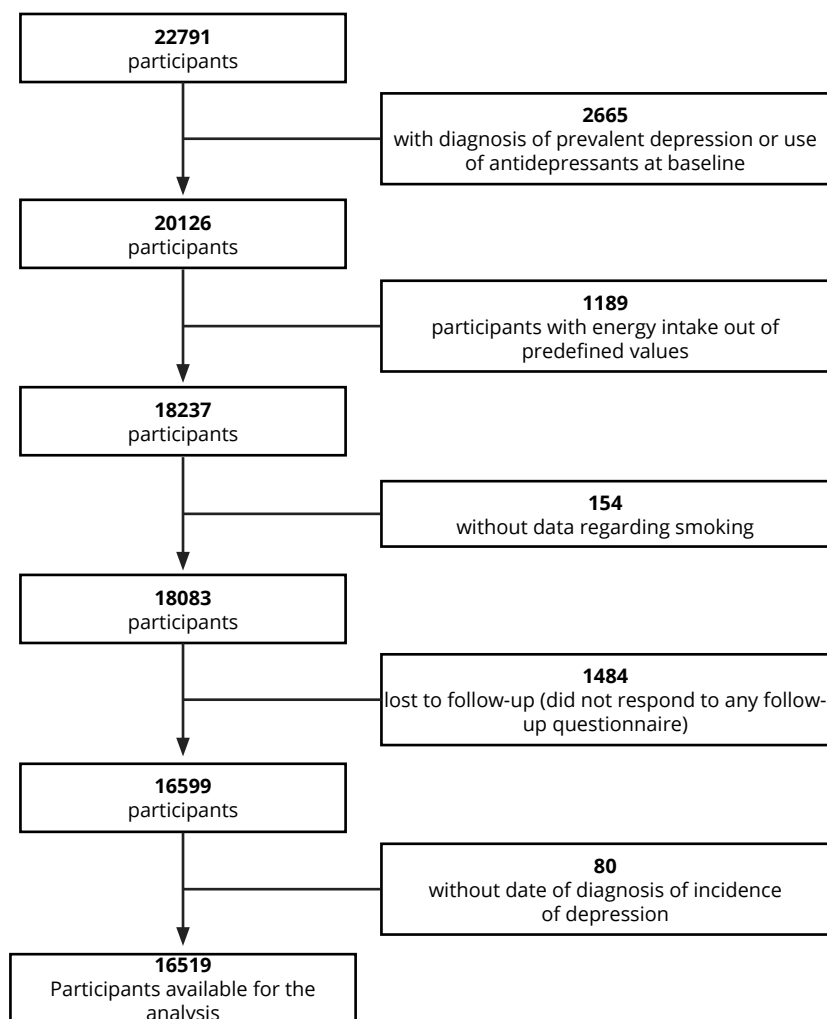 22791
participants
2665
with diagnosis of prevalent depression or use
of antidepressants at baseline
20126
participants
1189
participants with energy intake out of
predefined values
18237
participants
154
without data regarding smoking
18083
participants
1484
lost to follow-up (did not respond to any follow-
up questionnaire)
16599
participants
80
without date of diagnosis of incidence
of depression
16519
Participants available for the
analysis